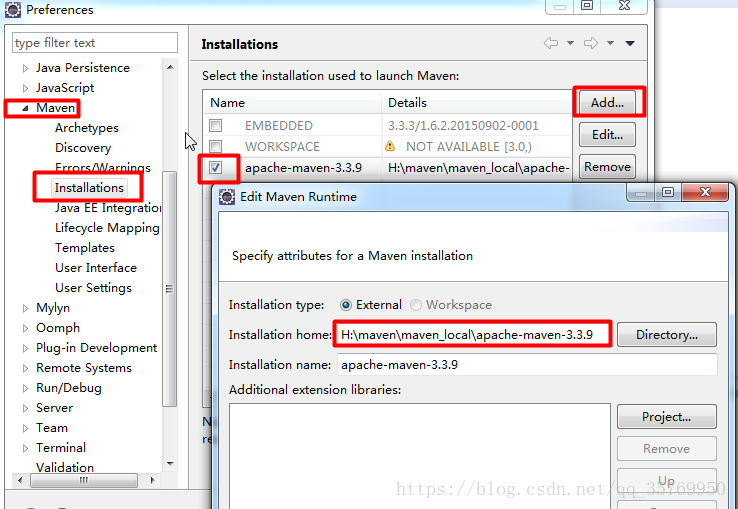 Preferences
type filter text
Java Persistence
JavaScript
Maven
Archetypes
Discovery
Errors/Warnings
Installations
Java EE Integration
Lifecycle Mapping
Templates
User Interface
User Settings
Mylyn
Oomph
Plug-in Development
Remote Systems
Run/Debug
Server
Team
Terminal
Validation
Installations
Select the installation used to launch Maven:
Name Details
EMBEDDED 3.3.3/1.6.2.20150902-0001
WORKSPACE NOT AVAILABLE [3.0,)
apache-maven-3.3.9 H:\maven\maven_local\apache-
Add...
Edit...
Remove
Edit Maven Runtime
Specify attributes for a Maven installation
Installation type: External Workspace
Installation home: H:\maven\maven_local\apache-maven-3.3.9 Directory...
Installation name: apache-maven-3.3.9
Additional extension libraries:
Project...
Remove
Up
https://blog.csdn.net/qq_35769950